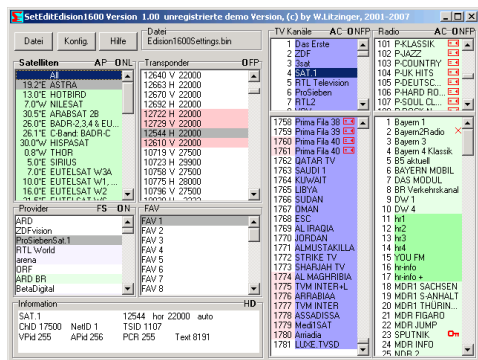 SetEditEdision1600 Version 1.00 unregistrierte demo Version, (c) by W.Litzinger, 2001-2007
Datei
Konfig.
Hilfe
Datei
Edision1600Settings.bin
Satelliten AP ONL
All
19.2°E ASTRA
13.0°E HOTBIRD
7.0°W NILESAT
30.5°E ARABSAT 2B
26.0°E BADR-2,3,4 & EU...
26.1°E C-Band: BADR-C
30.0°W HISPASAT
0.8°W THOR
5.0°E SIRIUS
7.0°E EUTELSAT W3A
10.0°E EUTELSAT W1, ...
16.0°E EUTELSAT W2
Transponder OFP
12640 V 22000
12663 H 22000
12670 V 22000
12692 H 22000
12722 H 22000
12729 V 22000
12544 H 22000
12610 V 22000
10719 V 27500
10723 H 29900
10758 V 27500
10775 H 28000
10796 V 27500
Provider FS ON
ARD
ZDFvision
ProSiebenSat.1
RTL World
arena
ORF
ARD BR
BetaDigital
FAV
FAV 1
FAV 2
FAV 3
FAV 4
FAV 5
FAV 6
FAV 7
FAV 8
Information HD
SAT.1 12544 hor 22000 auto
ChID 17500 NetID 1 TSID 1107
VPid 255 APid 256 PCR 255 Text 8191
TV Kanäle AC ONFP
1 Das Erste
2 ZDF
3 3sat
4 SAT.1
5 RTL Television
6 ProSieben
7 RTL2
1758 Prima Fila 38
1759 Prima Fila 39
1760 Prima Fila 40
1761 Prima Fila 40
1762 QATAR TV
1763 SAUDI 1
1764 KUWAIT
1765 LIBYA
1766 SUDAN
1767 OMAN
1768 ESC
1769 AL IRAQIA
1770 JORDAN
1771 ALMUSTAKILLA
1772 STRIKE TV
1773 SHARJAH TV
1774 AL MAGHRIBIA
1775 TVM INTER+L
1776 ARRABIAA
1777 TVM INTER
1778 ASSADISSA
1779 Medi1SAT
1780 Arriadia
1781 LUXE.TVSD
Radio AC ONFP
101 P-KLASSIK
102 P-JAZZ
103 P-COUNTRY
104 P-UK HITS
105 P-DEUTSC...
106 P-HARD RO...
107 P-SOUL CL...
1 Bayern 1
2 Bayern2Radio
3 Bayern 3
4 Bayern 4 Klassik
5 B5 aktuell
6 BAYERN MOBIL
7 DAS MODUL
8 BR Verkehrskanal
9 DW 1
10 DW 4
11 hr1
12 hr2
13 hr3
14 hr4
15 YOU FM
16 hr-info
17 hr-info +
18 MDR1 SACHSEN
19 MDR1 S-ANHALT
20 MDR1 THÜRIN...
21 MDR FIGARO
22 MDR JUMP
23 SPUTNIK
24 MDR INFO
25 NDR 2